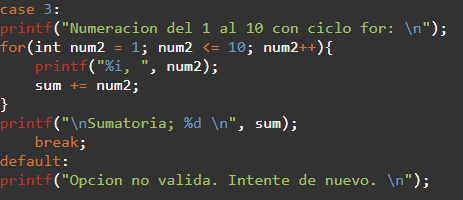 case 3:
printf("Numeracion del 1 al 10 con ciclo for: \n");
for(int num2 = 1; num2 <= 10; num2++){
    printf("%i, ", num2);
    sum += num2;
}
printf("\nSumatoria; %d \n", sum);
    break;
default:
printf("Opcion no valida. Intente de nuevo. \n");